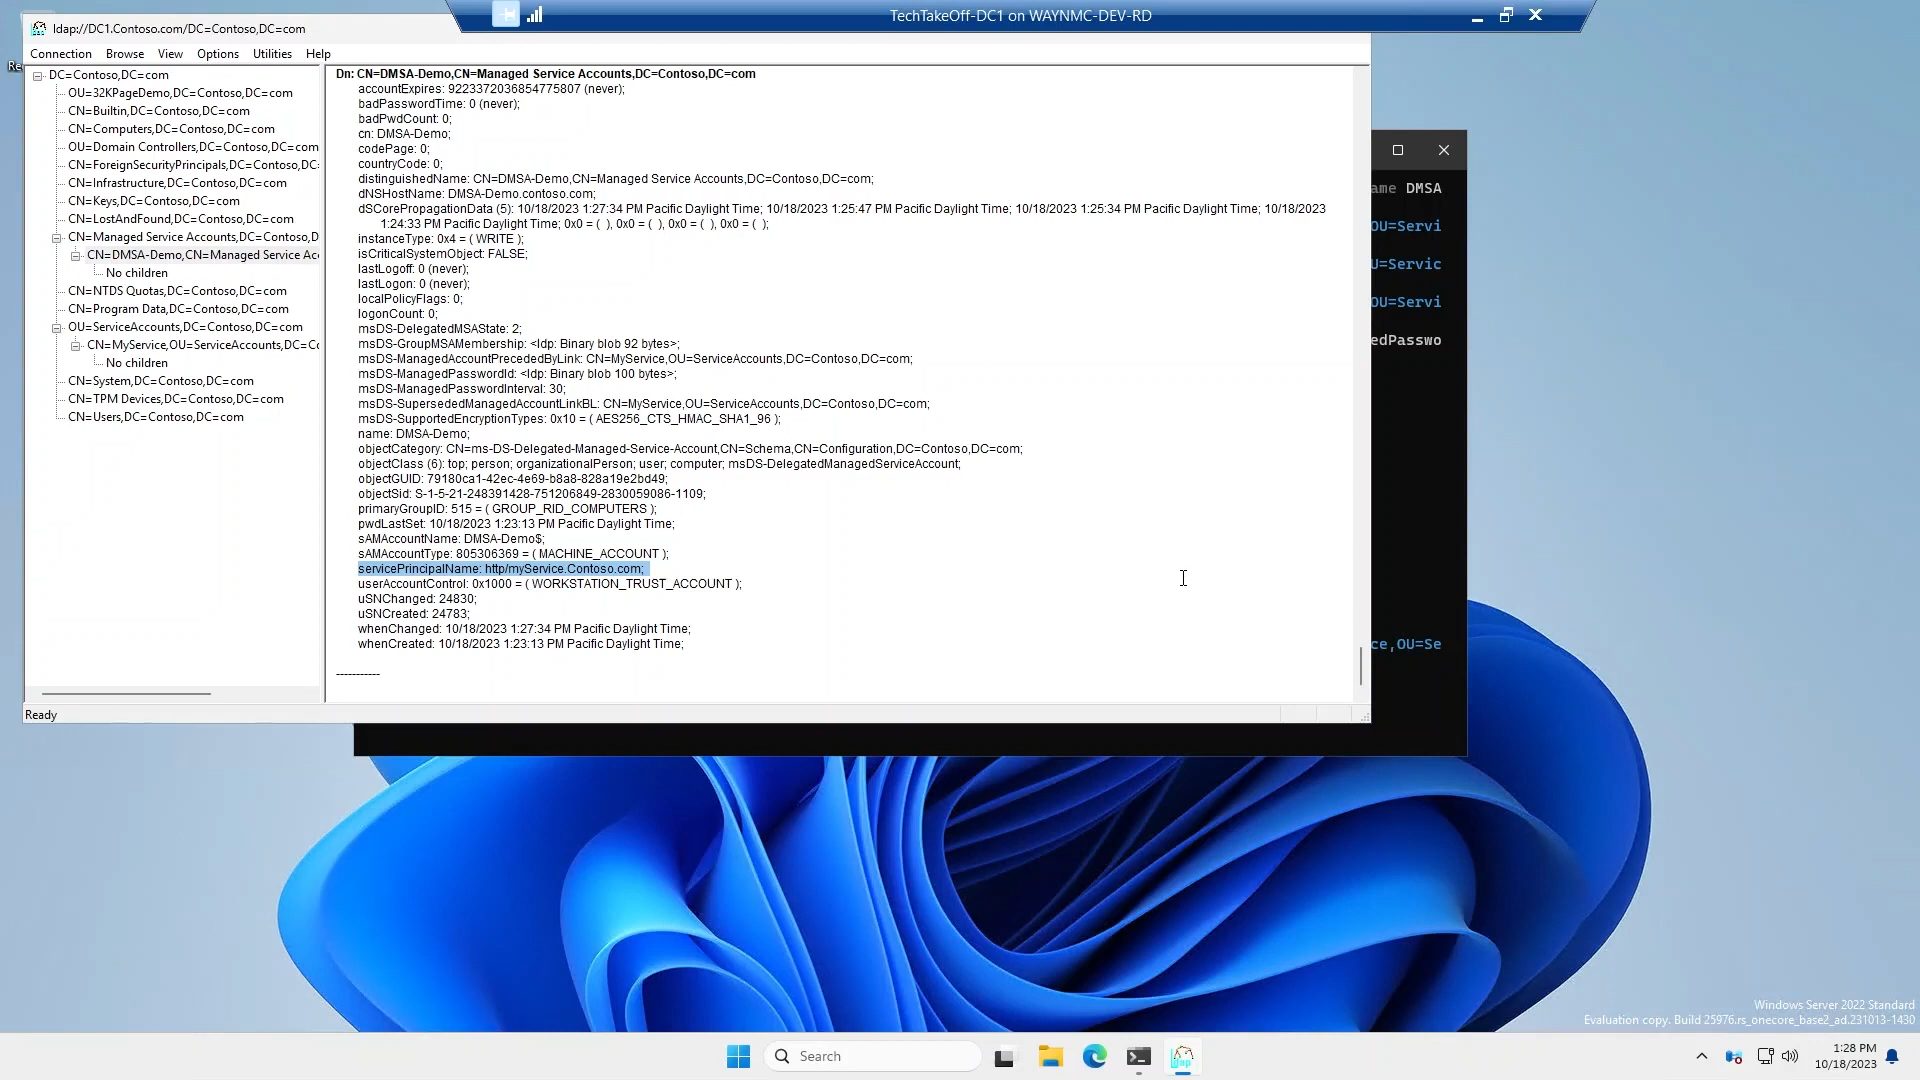 TechTakeOff-DC1 on WAYNMC-DEV-RD
ldap://DC1.Contoso.com/DC=Contoso,DC=com
Connection Browse View Options Utilities Help
Re
DC=Contoso,DC=com
OU=32KPageDemo,DC=Contoso,DC=com
CN=Builtin,DC=Contoso,DC=com
CN=Computers,DC=Contoso,DC=com
OU=Domain Controllers,DC=Contoso,DC=com
CN=ForeignSecurityPrincipals,DC=Contoso,DC=
CN=Infrastructure,DC=Contoso,DC=com
CN=Keys,DC=Contoso,DC=com
CN=LostAndFound,DC=Contoso,DC=com
CN=Managed Service Accounts,DC=Contoso,D
CN=DMSA-Demo,CN=Managed Service Acc
No children
CN=NTDS Quotas,DC=Contoso,DC=com
CN=Program Data,DC=Contoso,DC=com
OU=ServiceAccounts,DC=Contoso,DC=com
CN=MyService,OU=ServiceAccounts,DC=Co
No children
CN=System,DC=Contoso,DC=com
CN=TPM Devices,DC=Contoso,DC=com
CN=Users,DC=Contoso,DC=com
Dn: CN=DMSA-Demo,CN=Managed Service Accounts,DC=Contoso,DC=com
accountExpires: 9223372036854775807 (never);
badPasswordTime: 0 (never);
badPwdCount: 0;
cn: DMSA-Demo;
codePage: 0;
countryCode: 0;
distinguishedName: CN=DMSA-Demo,CN=Managed Service Accounts,DC=Contoso,DC=com;
dNSHostName: DMSA-Demo.contoso.com;
dSCorePropagationData (5): 10/18/2023 1:27:34 PM Pacific Daylight Time; 10/18/2023 1:25:47 PM Pacific Daylight Time; 10/18/2023 1:25:34 PM Pacific Daylight Time; 10/18/2023
1:24:33 PM Pacific Daylight Time; 0x0 = (  ), 0x0 = (  ), 0x0 = (  ), 0x0 = (  );
instanceType: 0x4 = ( WRITE );
isCriticalSystemObject: FALSE;
lastLogoff: 0 (never);
lastLogon: 0 (never);
localPolicyFlags: 0;
logonCount: 0;
msDS-DelegatedMSAState: 2;
msDS-GroupMSAMembership: <ldp: Binary blob 92 bytes>;
msDS-ManagedAccountPrecededByLink: CN=MyService,OU=ServiceAccounts,DC=Contoso,DC=com;
msDS-ManagedPasswordId: <ldp: Binary blob 100 bytes>;
msDS-ManagedPasswordInterval: 30;
msDS-SupersededManagedAccountLinkBL: CN=MyService,OU=ServiceAccounts,DC=Contoso,DC=com;
msDS-SupportedEncryptionTypes: 0x10 = ( AES256_CTS_HMAC_SHA1_96 );
name: DMSA-Demo;
objectCategory: CN=ms-DS-Delegated-Managed-Service-Account,CN=Schema,CN=Configuration,DC=Contoso,DC=com;
objectClass (6): top; person; organizationalPerson; user; computer; msDS-DelegatedManagedServiceAccount;
objectGUID: 79180ca1-42ec-4e69-b8a8-828a19e2bd49;
objectSid: S-1-5-21-248391428-751206849-2830059086-1109;
primaryGroupID: 515 = ( GROUP_RID_COMPUTERS );
pwdLastSet: 10/18/2023 1:23:13 PM Pacific Daylight Time;
sAMAccountName: DMSA-Demo$;
sAMAccountType: 805306369 = ( MACHINE_ACCOUNT );
servicePrincipalName: http/myService.Contoso.com;
userAccountControl: 0x1000 = ( WORKSTATION_TRUST_ACCOUNT );
uSNChanged: 24830;
uSNCreated: 24783;
whenChanged: 10/18/2023 1:27:34 PM Pacific Daylight Time;
whenCreated: 10/18/2023 1:23:13 PM Pacific Daylight Time;
-----------
Ready
ame DMSA
OU=Servi
U=Servic
OU=Servi
edPasswo
ce,OU=Se
Windows Server 2022 Standard
Evaluation copy. Build 25976.rs_onecore_base2_ad.231013-1430
Search
1:28 PM
10/18/2023